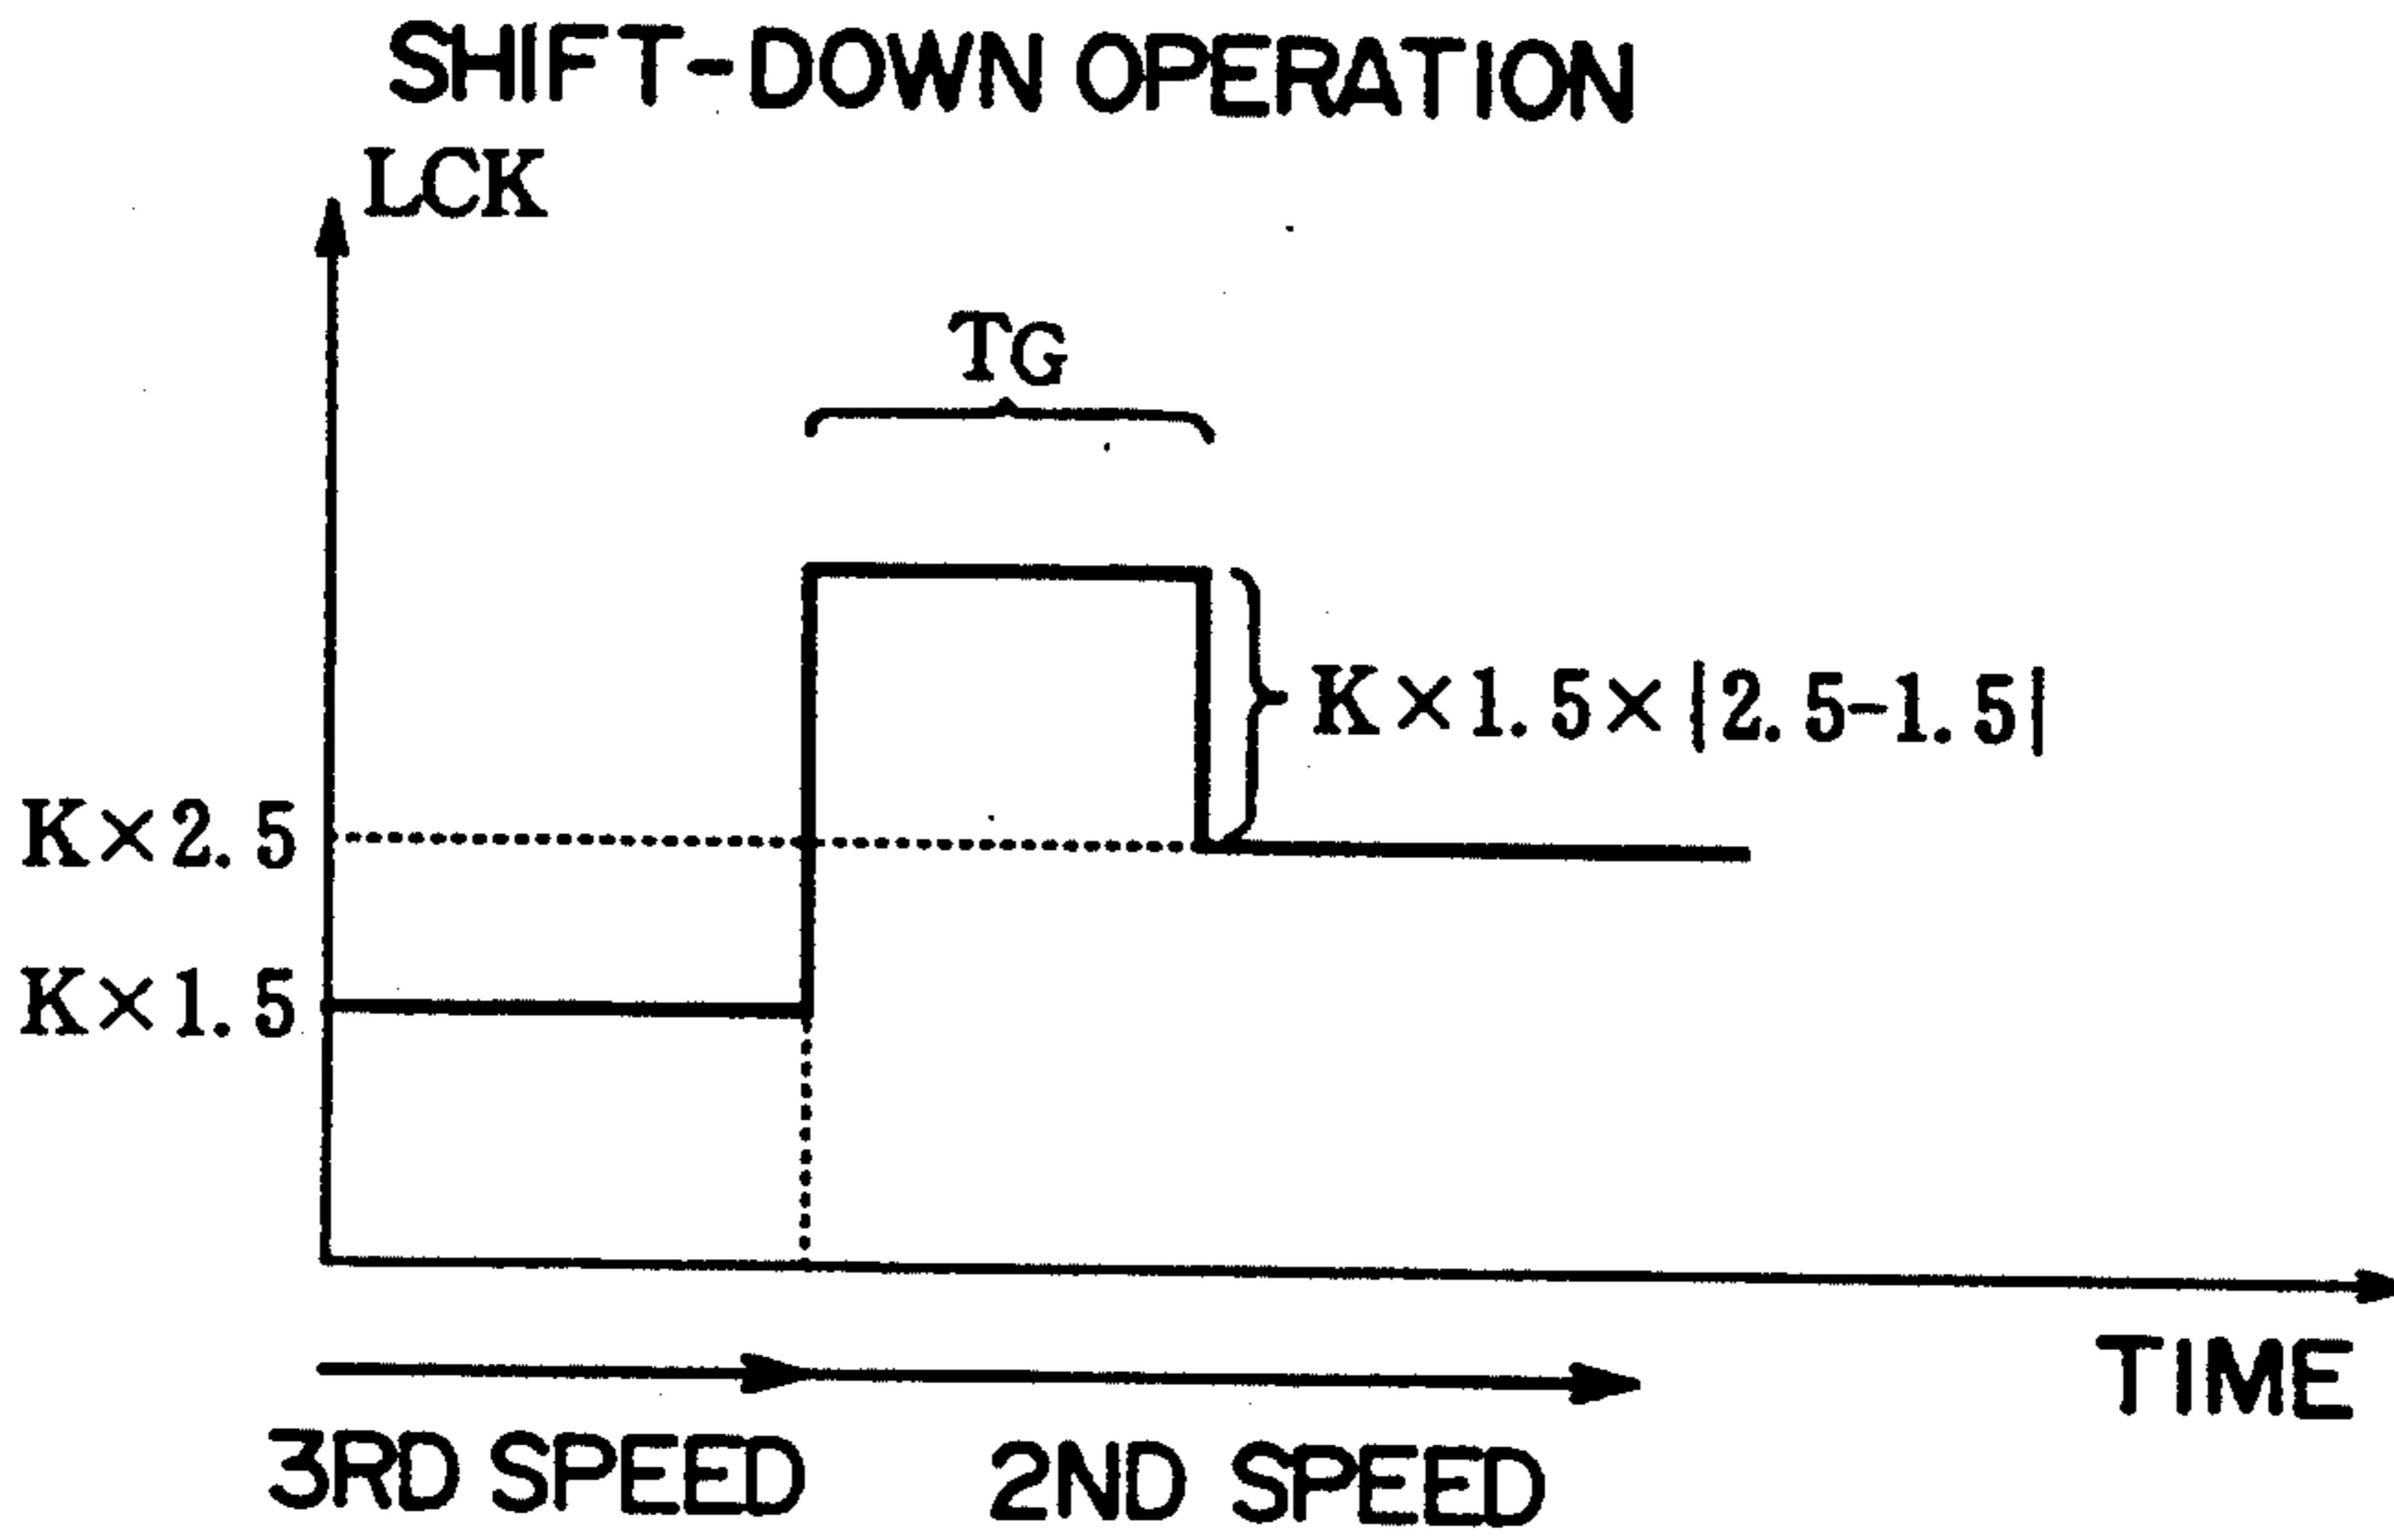 SHIFT-DOWN OPERATION
LCK
TG
K×1.5×|2.5-1.5|
K×2.5
K×1.5
TIME
3RD SPEED 2ND SPEED